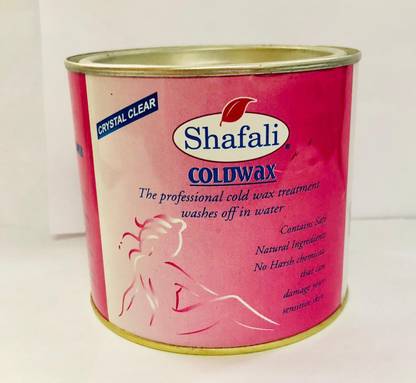 CRYSTAL CLEAR
Shafali
COLDWAX
The professional cold wax treatment
washes off in water
Contains Safe
Natural Ingredients
No Harsh chemicals
that can
damage your
sensitive skin